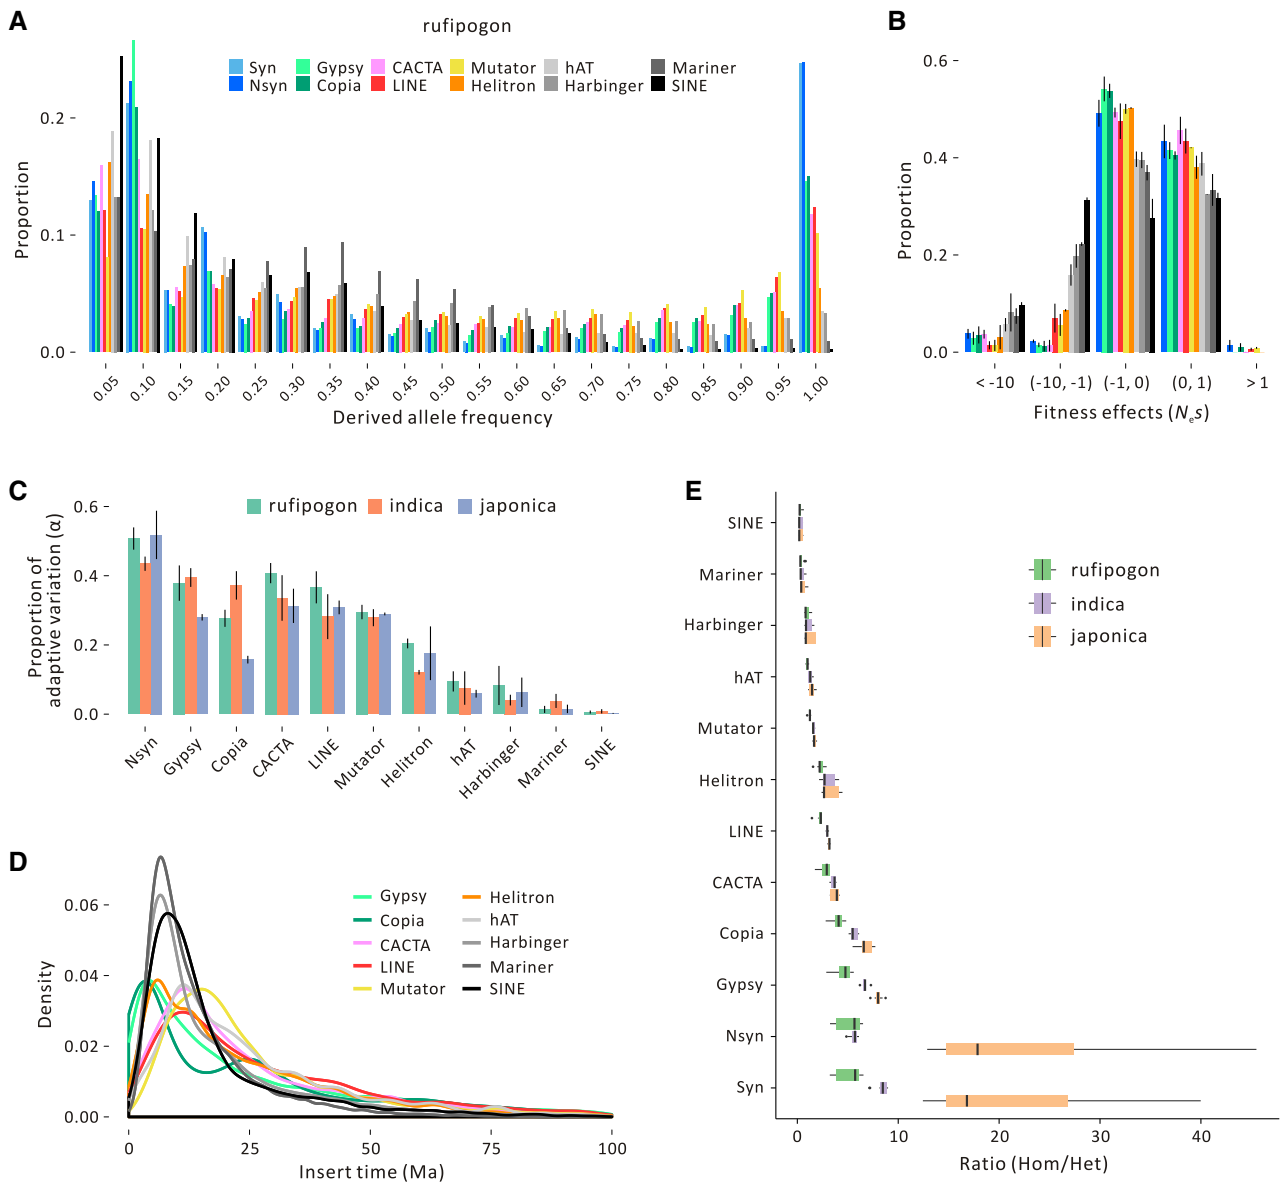 A
rufipogon
Syn Gypsy CACTA Mutator hAT Mariner
Nsyn Copia LINE Helitron Harbinger SINE
Proportion
0.2
0.1
0.0
0.05 0.10 0.15 0.20 0.25 0.30 0.35 0.40 0.45 0.50 0.55 0.60 0.65 0.70 0.75 0.80 0.85 0.90 0.95 1.00
Derived allele frequency
B
Proportion
0.6
0.4
0.2
0.0
< -10 (-10, -1) (-1, 0) (0, 1) > 1
Fitness effects (Nes)
C
rufipogon indica japonica
Proportion of
adaptive variation (α)
0.6
0.4
0.2
0.0
Nsyn Gypsy Copia CACTA LINE Mutator Helitron hAT Harbinger Mariner SINE
D
Gypsy Helitron
Copia hAT
CACTA Harbinger
LINE Mariner
Mutator SINE
Density
0.06
0.04
0.02
0.00
0 25 50 75 100
Insert time (Ma)
E
rufipogon
indica
japonica
SINE
Mariner
Harbinger
hAT
Mutator
Helitron
LINE
CACTA
Copia
Gypsy
Nsyn
Syn
0 10 20 30 40
Ratio (Hom/Het)